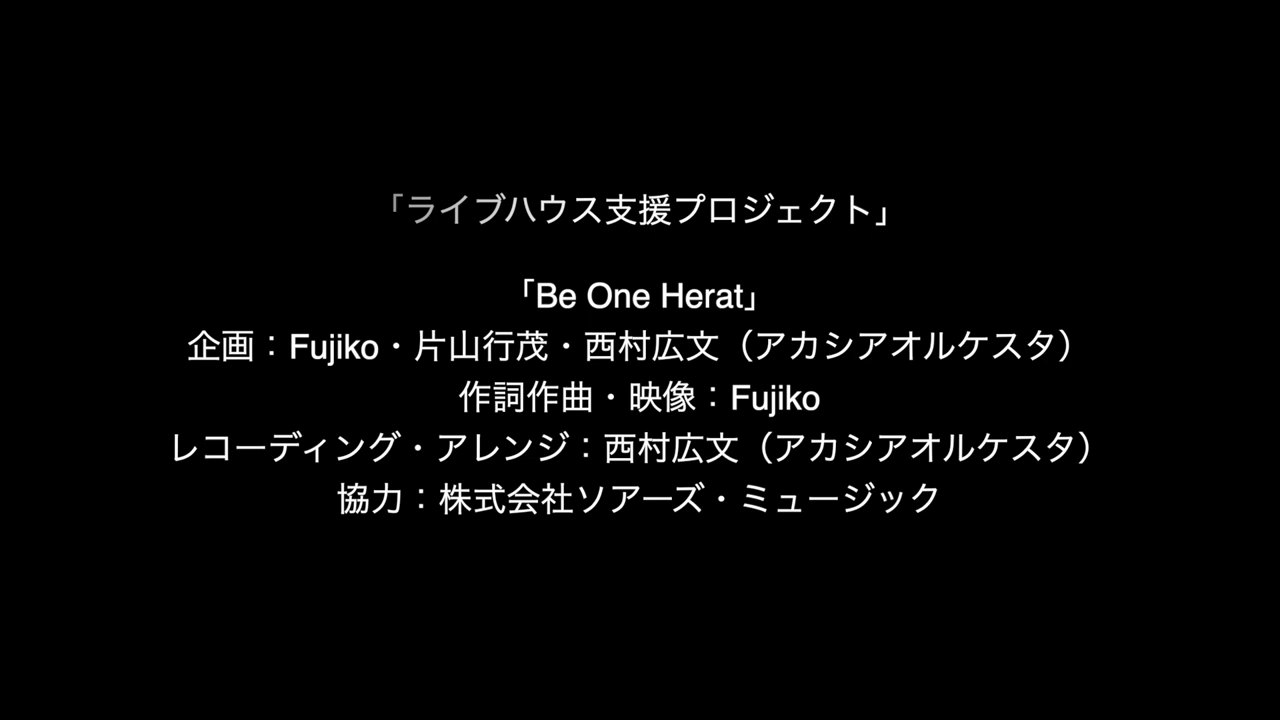 「ライブハウス支援プロジェクト」
「Be One Herat」
企画：Fujiko・片山行茂・西村広文（アカシアオルケスタ）
作詞作曲・映像：Fujiko
レコーディング・アレンジ：西村広文（アカシアオルケスタ）
協力：株式会社ソアーズ・ミュージック